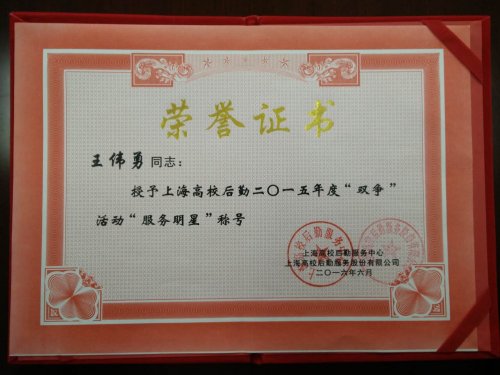 荣誉证书
王伟勇同志：
授予上海高校后勤二〇一五年度“双争”
活动“服务明星”称号
上海高校后勤服务中心
上海高校后勤服务股份有限公司
二〇一六年六月